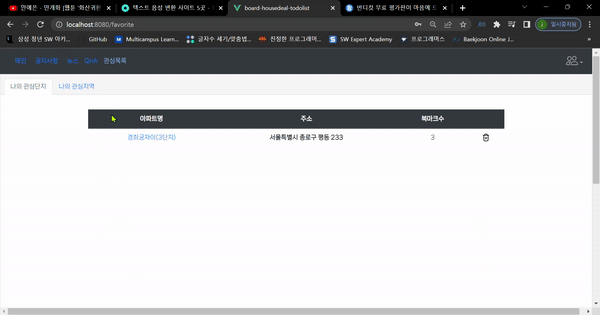 안예은 - 만개화 [웹툰 '화산귀환
텍스트 음성 변환 사이트 5곳 -
board-housedeal-todolist
반디컷 무료 평가판이 마음에 드
일시중지됨
localhost:8080/favorite
삼성 청년 SW 아카...
GitHub
Multicampus Learn...
글자수 세기/맞춤법...
친절한 프로그래머스...
SW Expert Academy
프로그래머스
Baekjoon Online J...
메인 공지사항 뉴스 QnA 관심목록
나의 관심단지 나의 관심지역
아파트명 주소 북마크수
경희궁자이(3단지) 서울특별시 종로구 평동 233 3